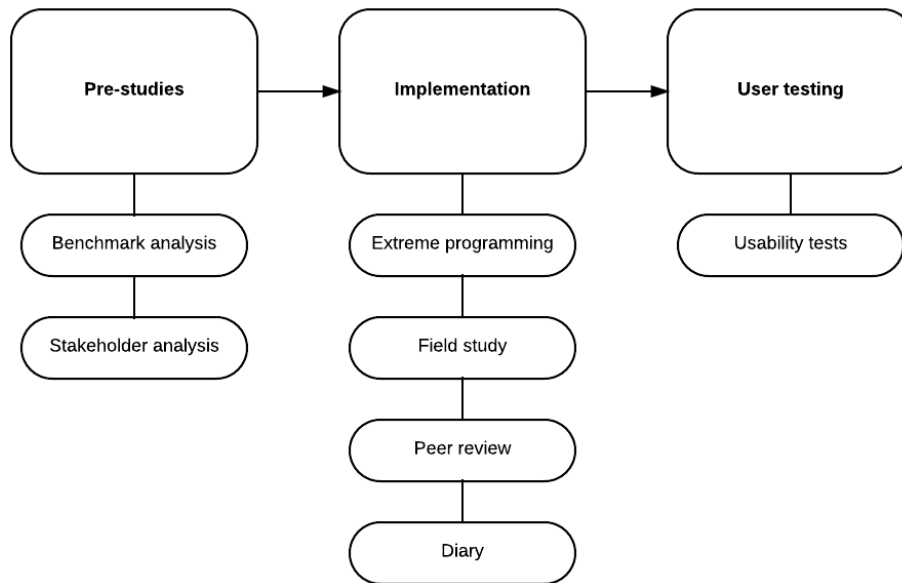 Pre-studies
Implementation
User testing
Benchmark analysis
Extreme programming
Usability tests
Stakeholder analysis
Field study
Peer review
Diary